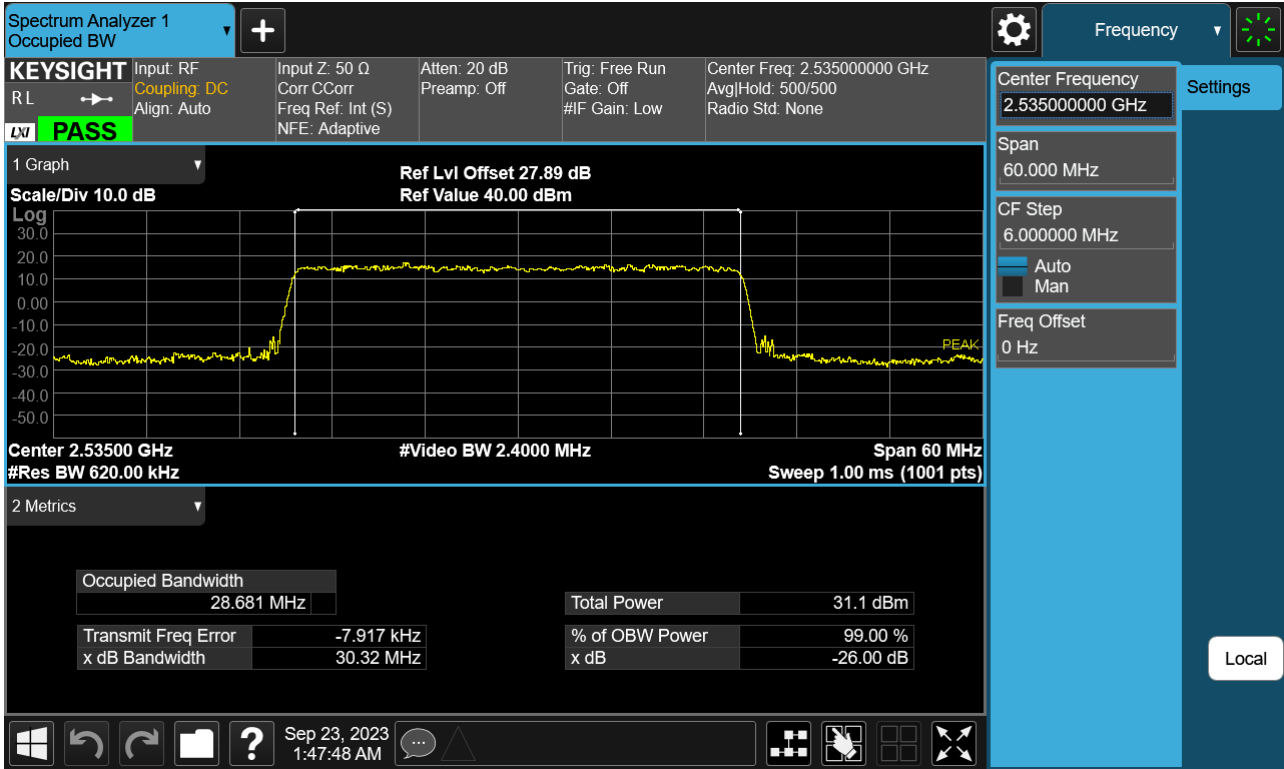 Spectrum Analyzer 1
Occupied BW
Frequency
KEYSIGHT
R L
LXI
PASS
Input: RF
Coupling: DC
Align: Auto
Input Z: 50 Ω
Corr CCorr
Freq Ref: Int (S)
NFE: Adaptive
Atten: 20 dB
Preamp: Off
Trig: Free Run
Gate: Off
#IF Gain: Low
Center Freq: 2.535000000 GHz
Avg|Hold: 500/500
Radio Std: None
1 Graph
Ref Lvl Offset 27.89 dB
Scale/Div 10.0 dB
Ref Value 40.00 dBm
Log
30.0
20.0
10.0
0.00
-10.0
-20.0
-30.0
-40.0
-50.0
PEAK
Center 2.53500 GHz
#Video BW 2.4000 MHz
Span 60 MHz
#Res BW 620.00 kHz
Sweep 1.00 ms (1001 pts)
2 Metrics
Occupied Bandwidth
28.681 MHz
Total Power 31.1 dBm
Transmit Freq Error -7.917 kHz
% of OBW Power 99.00 %
x dB Bandwidth 30.32 MHz
x dB -26.00 dB
Center Frequency
2.535000000 GHz
Span
60.000 MHz
CF Step
6.000000 MHz
Auto
Man
Freq Offset
0 Hz
Settings
Local
?
Sep 23, 2023
1:47:48 AM